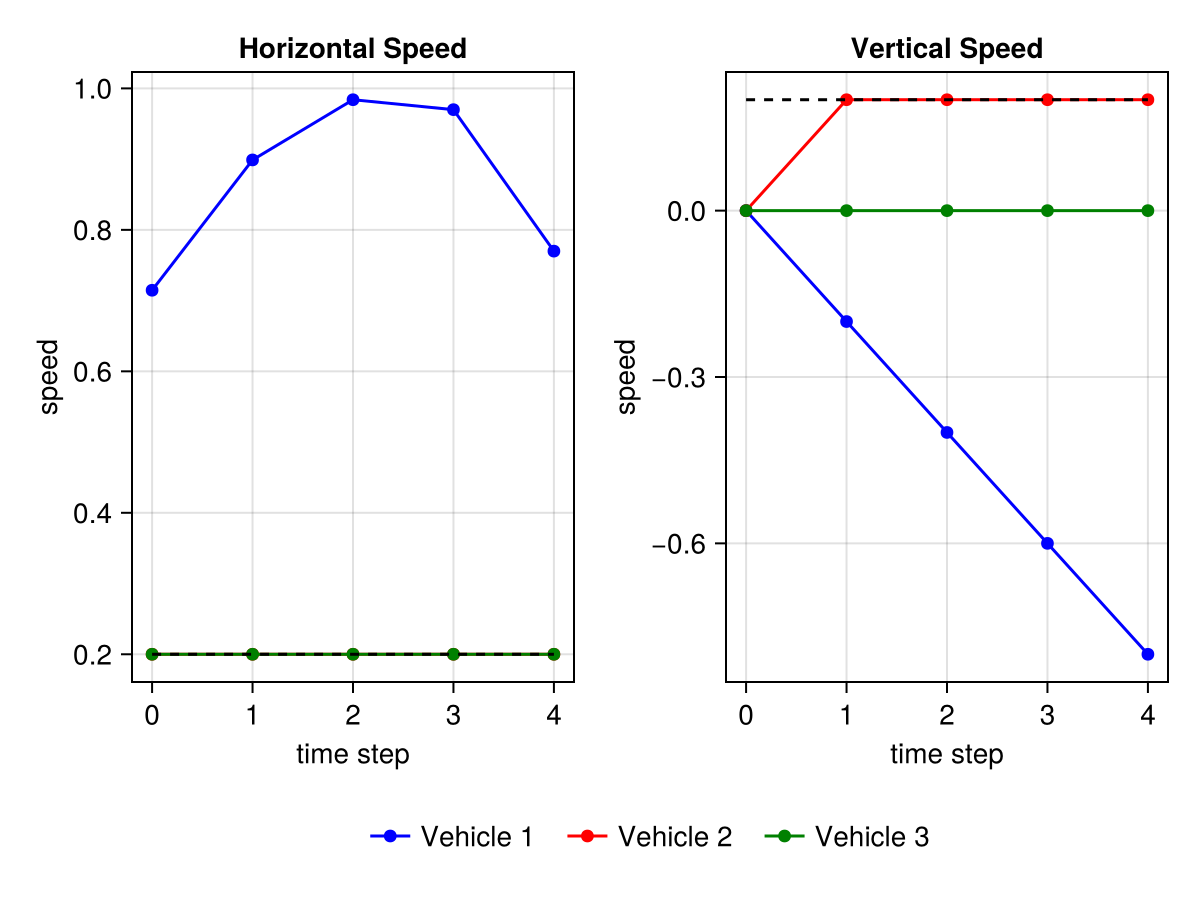 Horizontal Speed
1.0
0.8
0.6
0.4
0.2
speed
0 1 2 3 4
time step
Vertical Speed
0.0
−0.3
−0.6
speed
0 1 2 3 4
time step
Vehicle 1 Vehicle 2 Vehicle 3